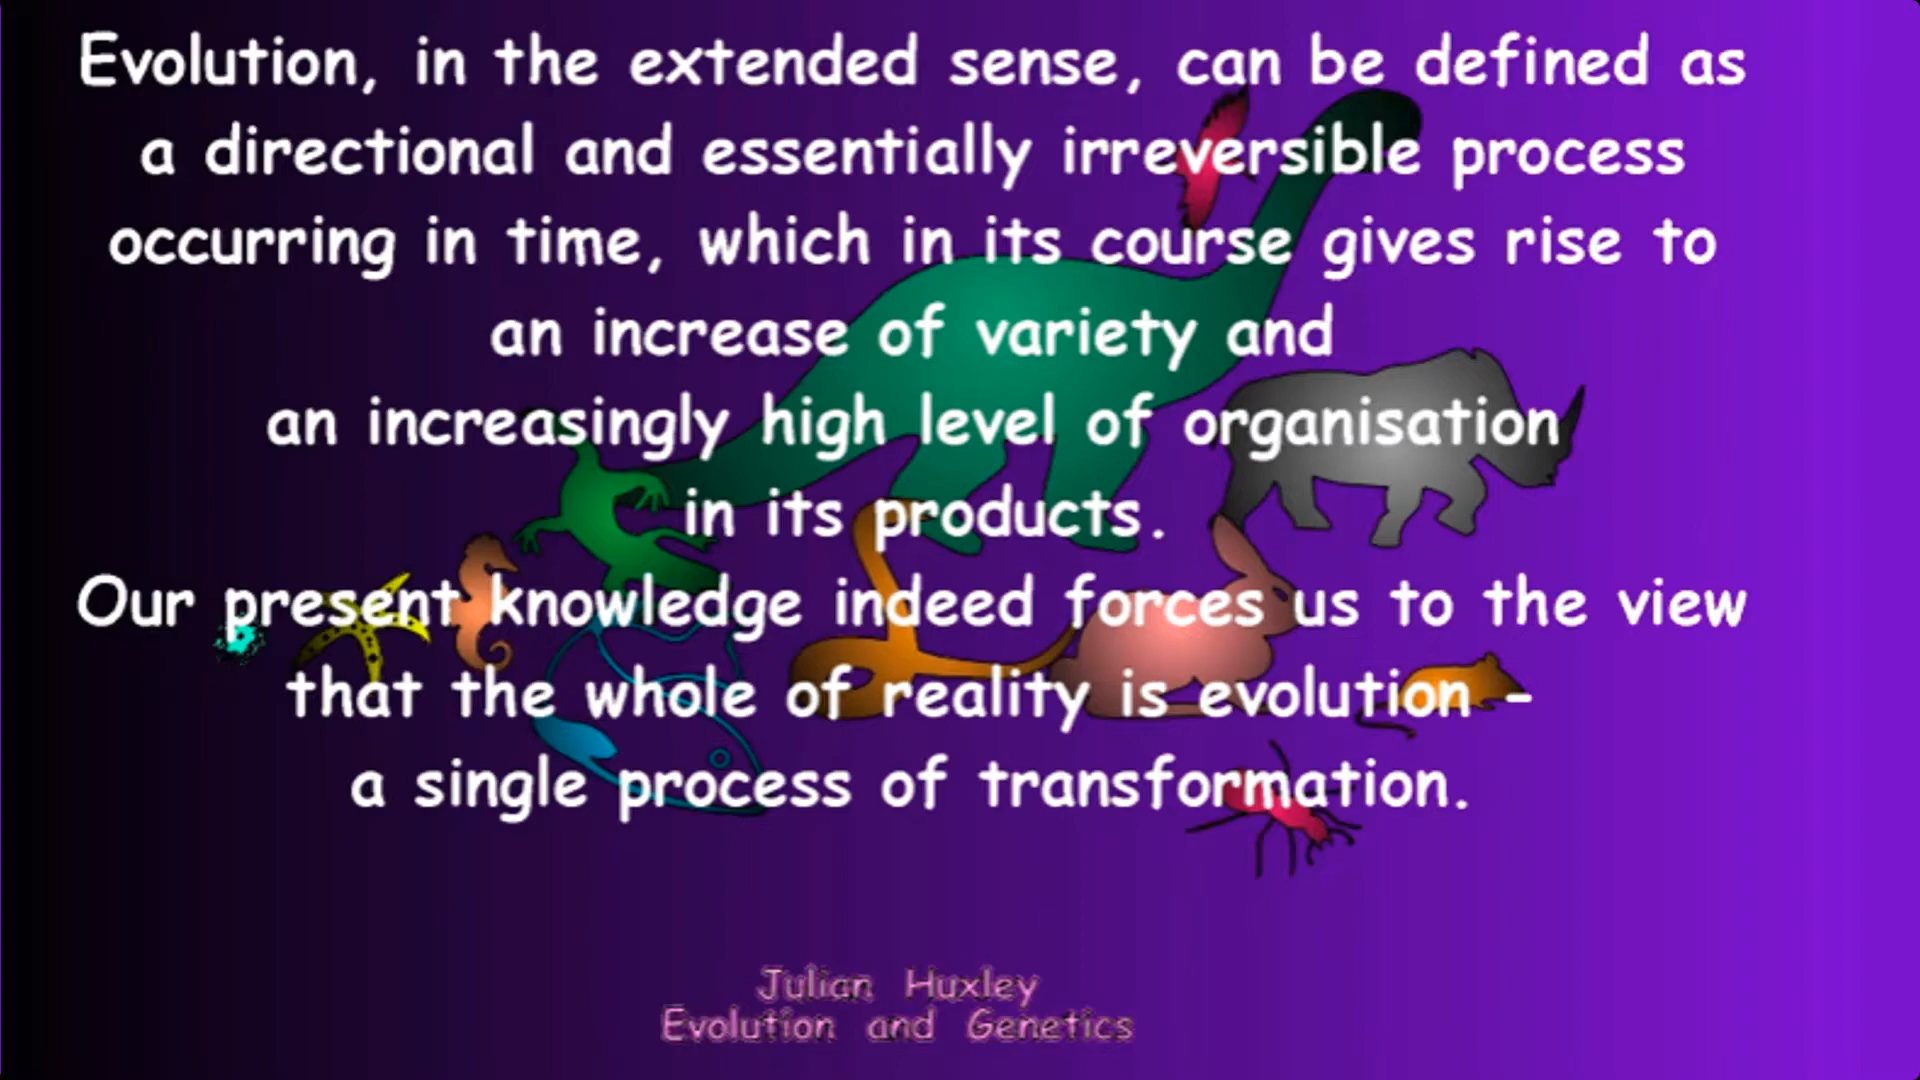 Evolution, in the extended sense, can be defined as
a directional and essentially irreversible process
occurring in time, which in its course gives rise to
an increase of variety and
an increasingly high level of organisation
in its products.
Our present knowledge indeed forces us to the view
that the whole of reality is evolution -
a single process of transformation.
Julian Huxley
Evolution and Genetics